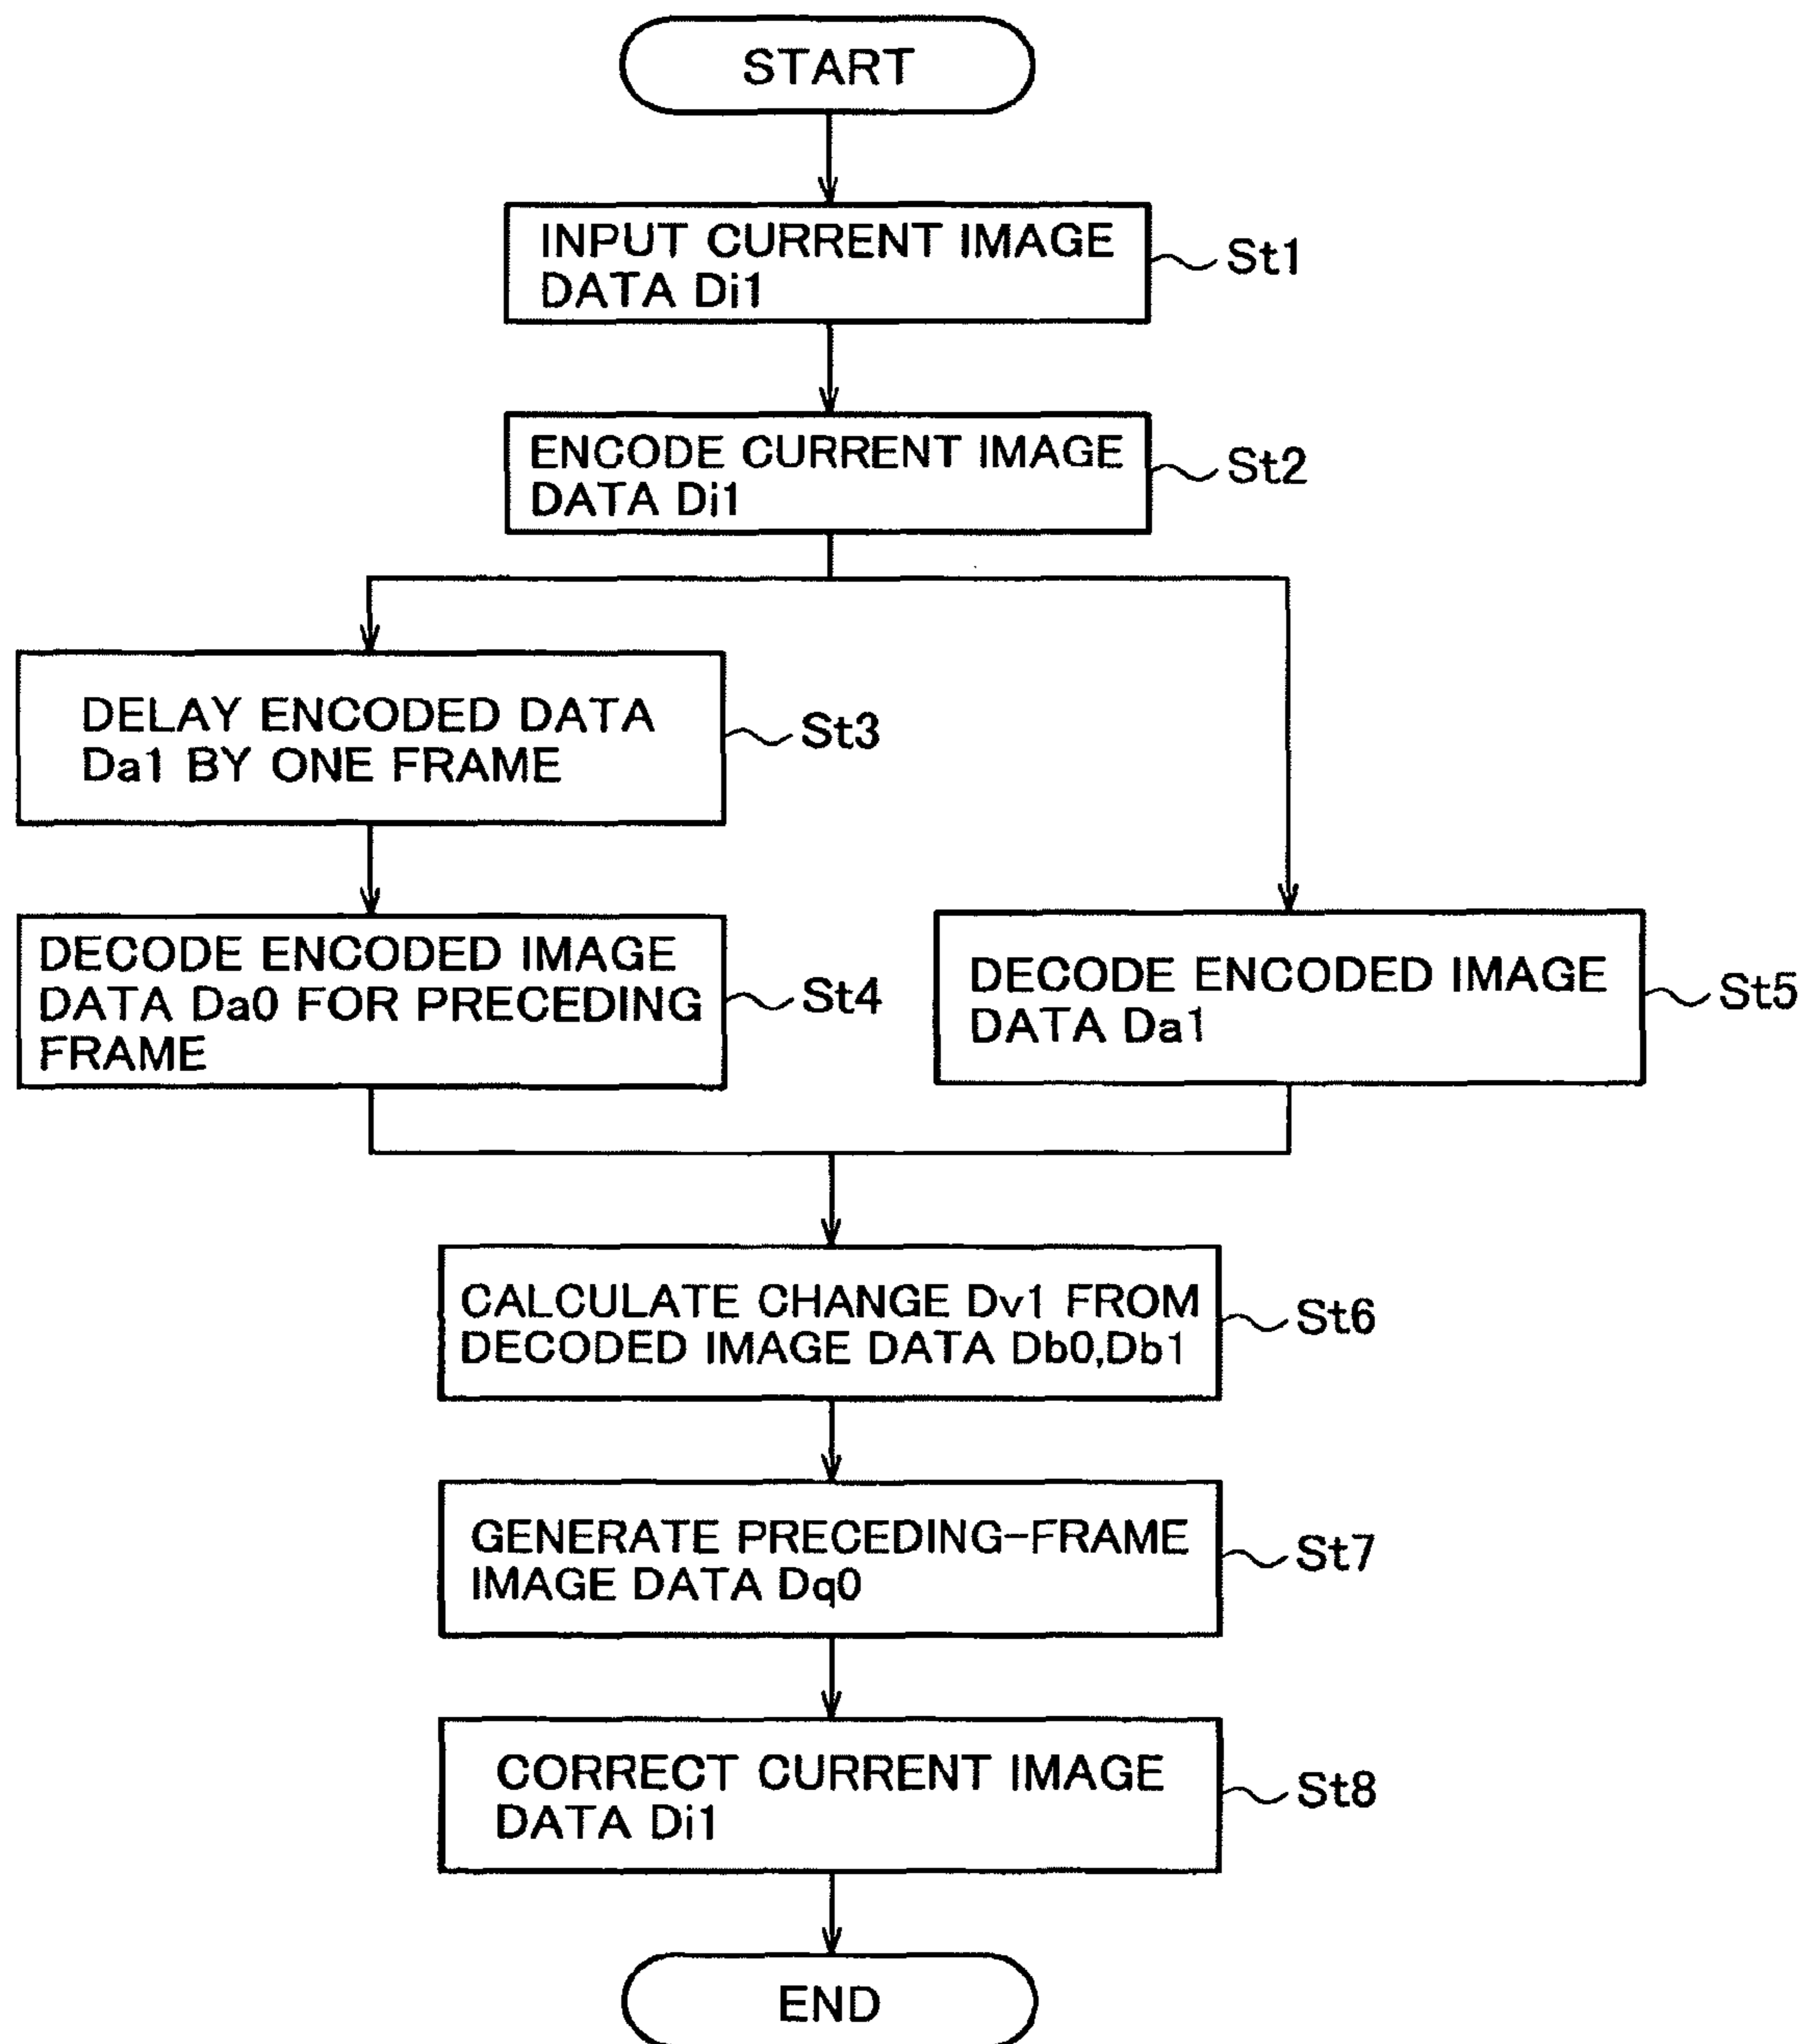 START
INPUT CURRENT IMAGE
DATA Di1
St1
ENCODE CURRENT IMAGE
DATA Di1
St2
DELAY ENCODED DATA
Da1 BY ONE FRAME
St3
DECODE ENCODED IMAGE
DATA Da0 FOR PRECEDING
FRAME
St4
DECODE ENCODED IMAGE
DATA Da1
St5
CALCULATE CHANGE Dv1 FROM
DECODED IMAGE DATA Db0,Db1
St6
GENERATE PRECEDING-FRAME
IMAGE DATA Dq0
St7
CORRECT CURRENT IMAGE
DATA Di1
St8
END